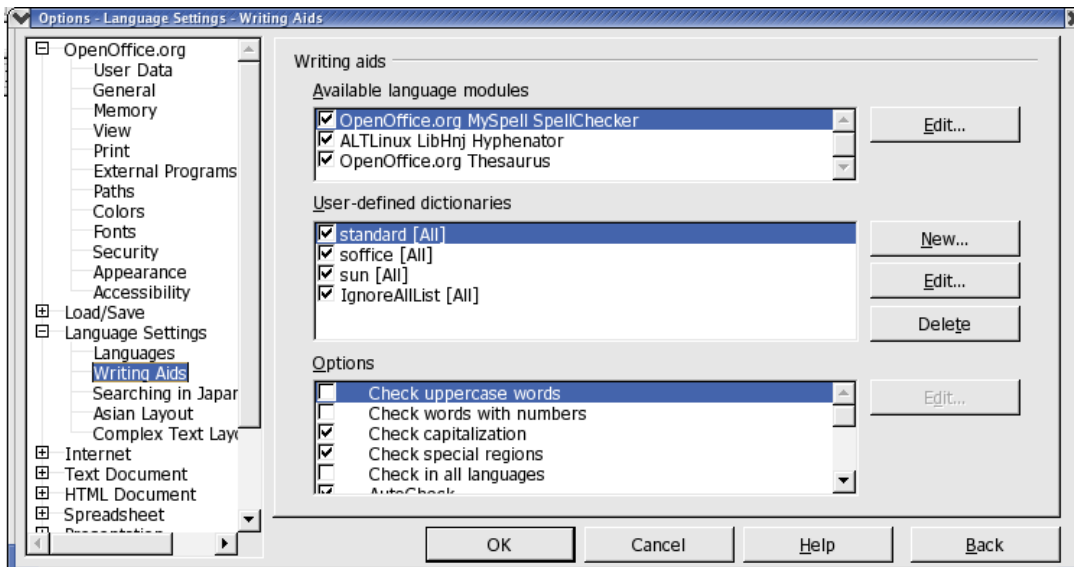 Options - Language Settings - Writing Aids
OpenOffice.org
User Data
General
Memory
View
Print
External Programs
Paths
Colors
Fonts
Security
Appearance
Accessibility
Load/Save
Language Settings
Languages
Writing Aids
Searching in Japan
Asian Layout
Complex Text Layo
Internet
Text Document
HTML Document
Spreadsheet
Presentation
Writing aids
Available language modules
OpenOffice.org MySpell SpellChecker
ALTLinux LibHnj Hyphenator
OpenOffice.org Thesaurus
Edit...
User-defined dictionaries
standard [All]
soffice [All]
sun [All]
IgnoreAllList [All]
New...
Edit...
Delete
Options
Check uppercase words
Check words with numbers
Check capitalization
Check special regions
Check in all languages
AutoCheck
Edit...
OK
Cancel
Help
Back